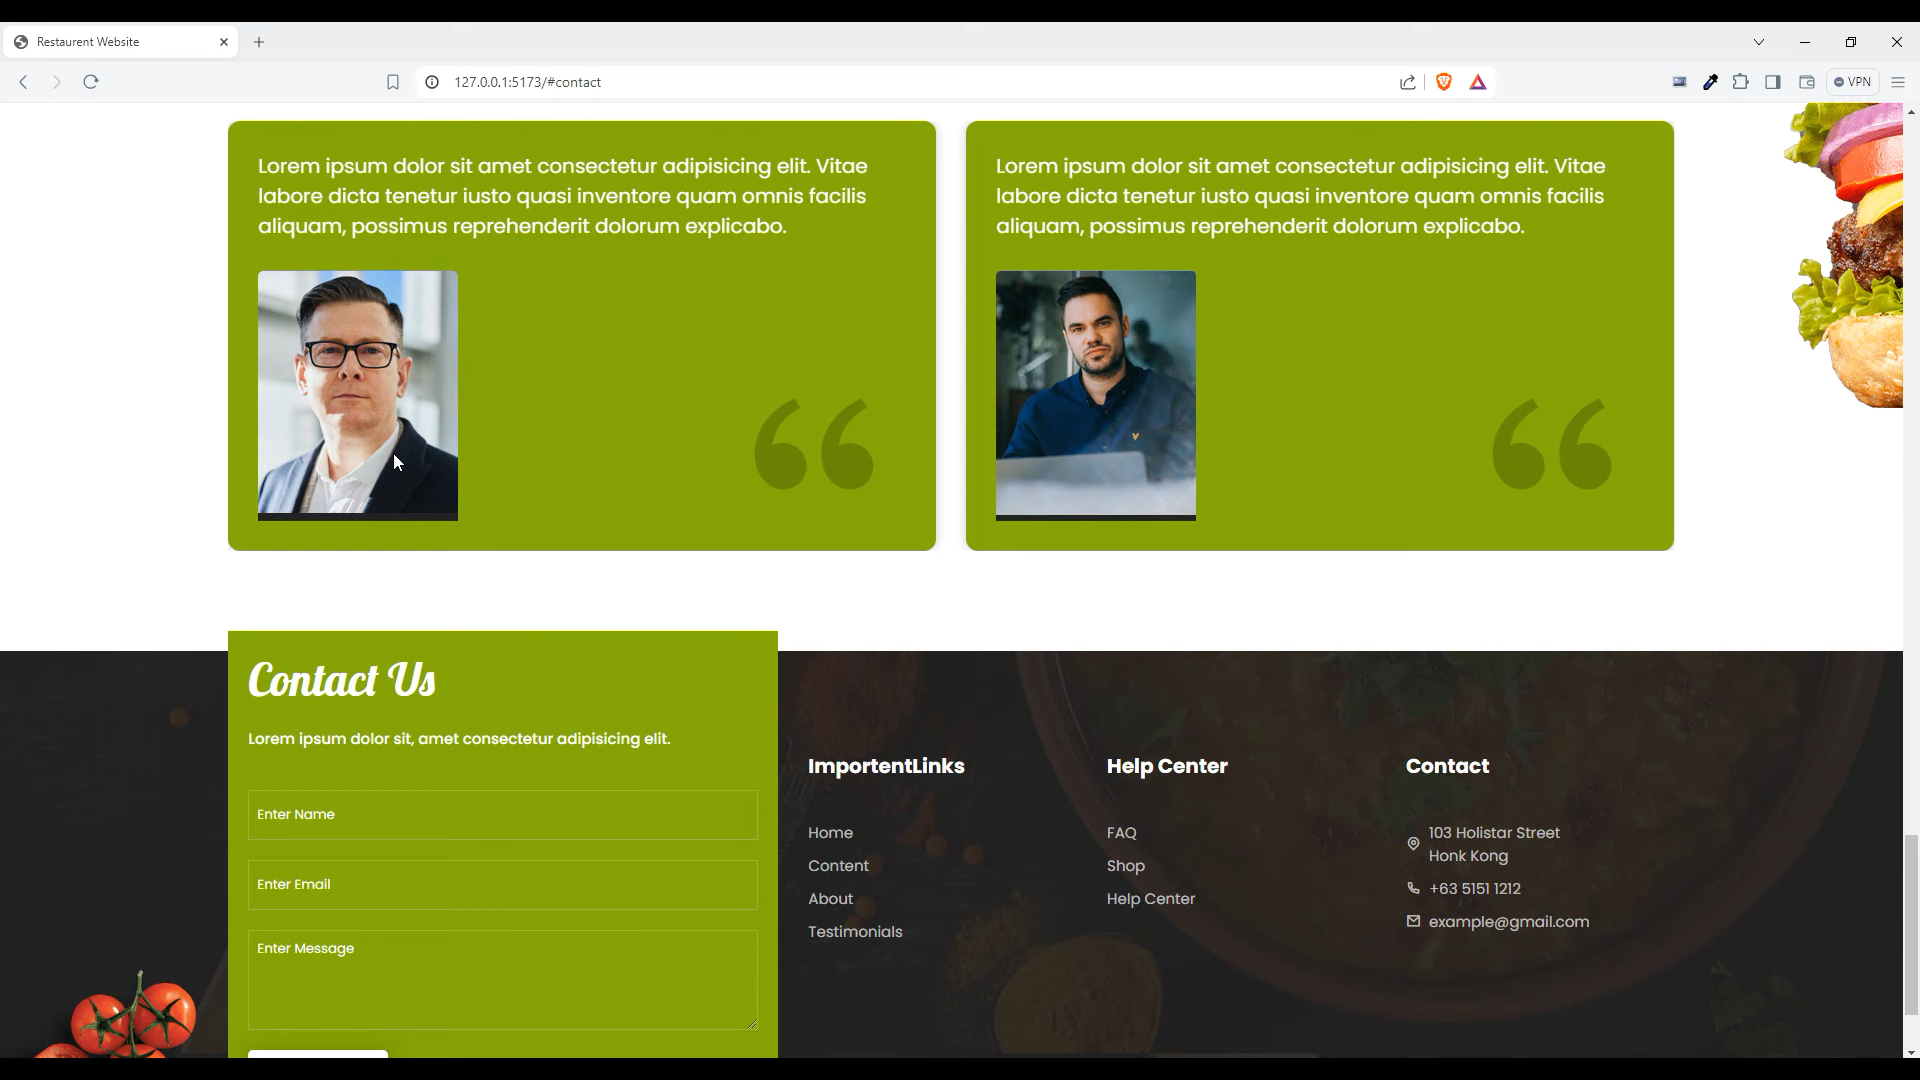 Restaurent Website
127.0.0.1:5173/#contact
VPN
Lorem ipsum dolor sit amet consectetur adipisicing elit. Vitae
labore dicta tenetur iusto quasi inventore quam omnis facilis
aliquam, possimus reprehenderit dolorum explicabo.
Lorem ipsum dolor sit amet consectetur adipisicing elit. Vitae
labore dicta tenetur iusto quasi inventore quam omnis facilis
aliquam, possimus reprehenderit dolorum explicabo.
Contact Us
Lorem ipsum dolor sit, amet consectetur adipisicing elit.
Enter Name
Enter Email
Enter Message
ImportentLinks
Home
Content
About
Testimonials
Help Center
FAQ
Shop
Help Center
Contact
103 Holistar Street
Honk Kong
+63 5151 1212
example@gmail.com